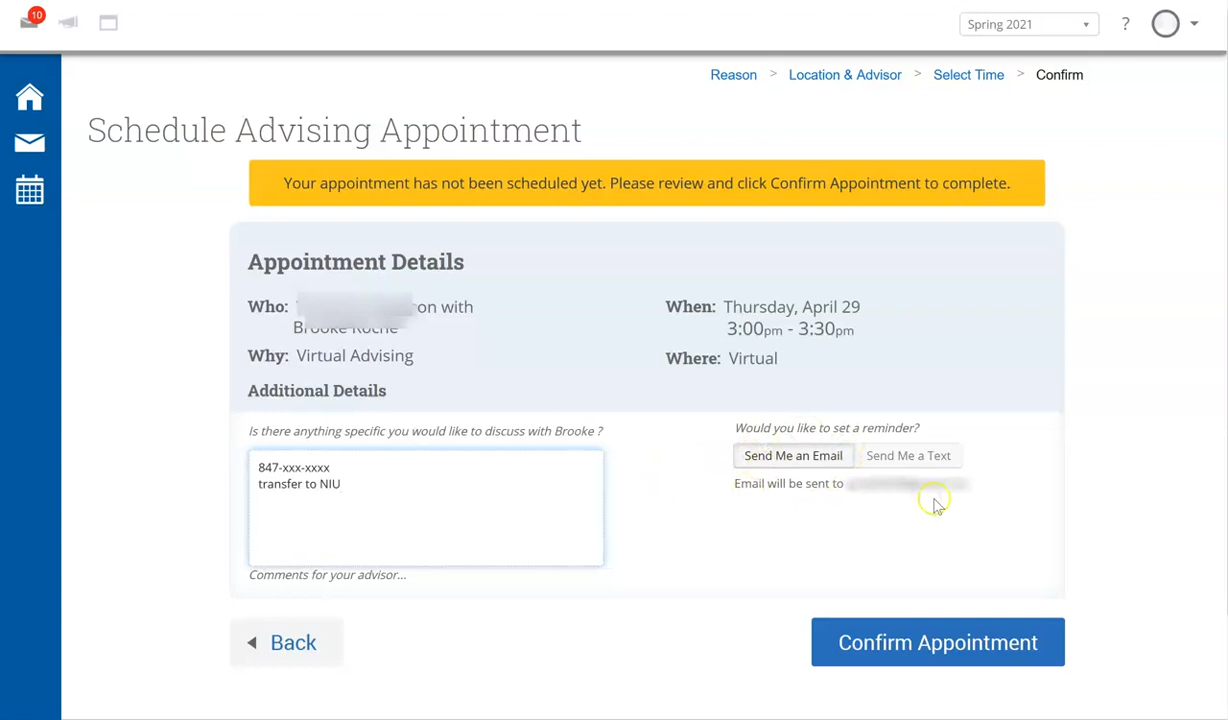 10
Spring 2021
?
Reason > Location & Advisor > Select Time > Confirm
Schedule Advising Appointment
Your appointment has not been scheduled yet. Please review and click Confirm Appointment to complete.
Appointment Details
Who: on with
Brooke Roche
When: Thursday, April 29
3:00pm - 3:30pm
Why: Virtual Advising
Where: Virtual
Additional Details
Is there anything specific you would like to discuss with Brooke ?
Would you like to set a reminder?
847-xxx-xxxx
transfer to NIU
Send Me an Email
Send Me a Text
Email will be sent to
Comments for your advisor...
Back
Confirm Appointment